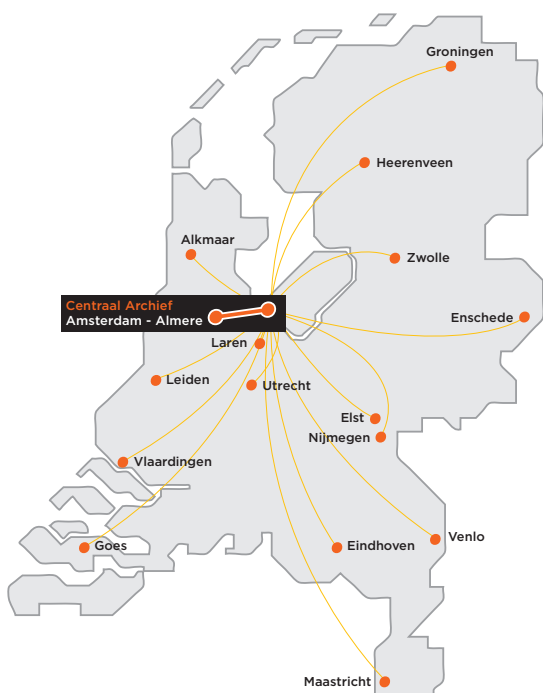 Groningen
Heerenveen
Alkmaar
Zwolle
Centraal Archief
Amsterdam - Almere
Enschede
Laren
Leiden
Utrecht
Elst
Nijmegen
Vlaardingen
Goes
Eindhoven
Venlo
Maastricht